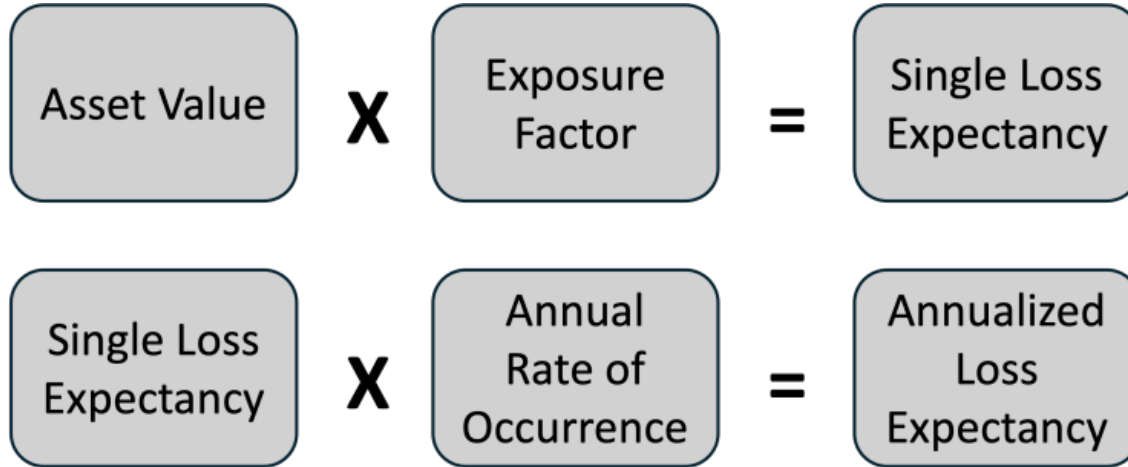 Asset Value
X
Exposure
Factor
=
Single Loss
Expectancy
Single Loss
Expectancy
X
Annual
Rate of
Occurrence
=
Annualized
Loss
Expectancy